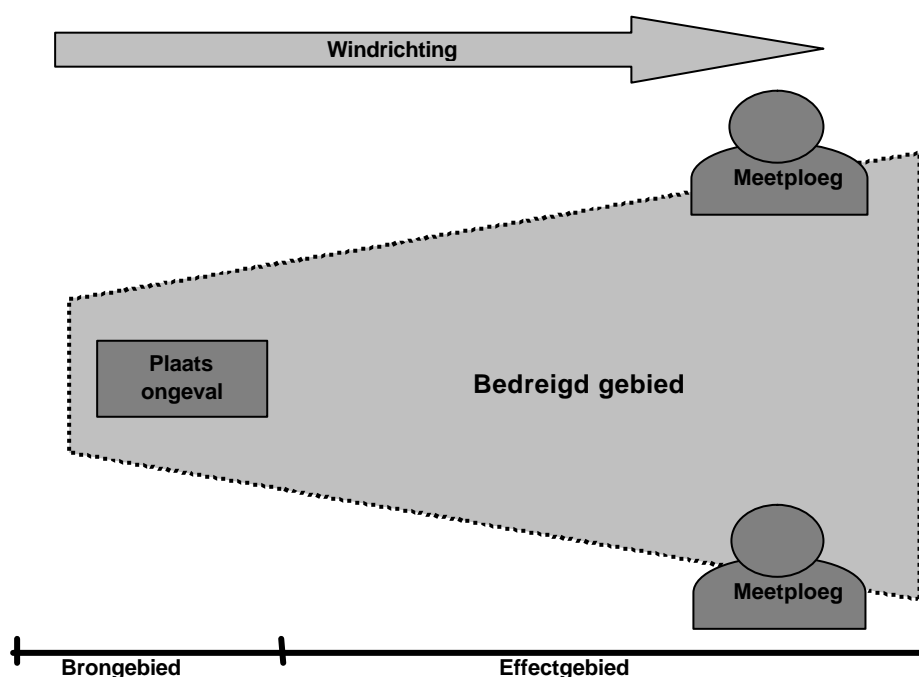 Windrichting
Meetploeg
Plaats
ongeval
Bedreigd gebied
Meetploeg
Brongebied
Effectgebied